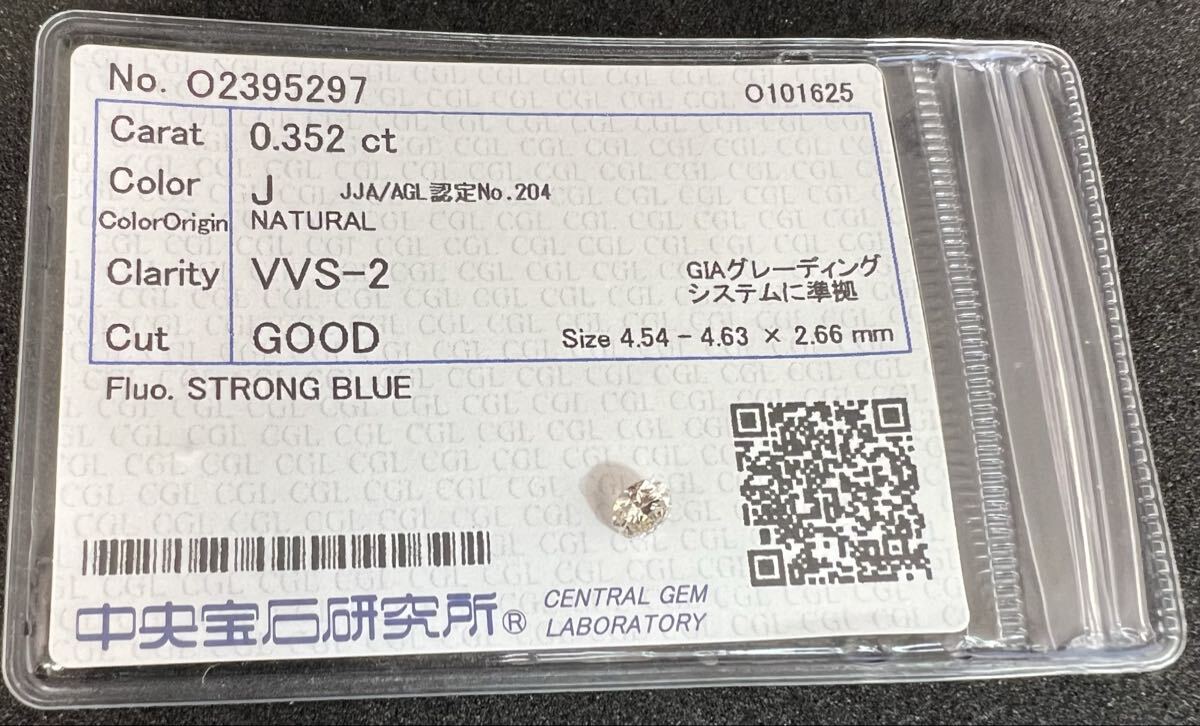 No. O2395297 O101625
Carat 0.352 ct
Color J JJA/AGL認定No.204
ColorOrigin NATURAL
Clarity VVS-2 GIAグレーディング
システムに準拠
Cut GOOD Size 4.54 - 4.63 × 2.66 mm
Fluo. STRONG BLUE
中央宝石研究所® CENTRAL GEM
LABORATORY